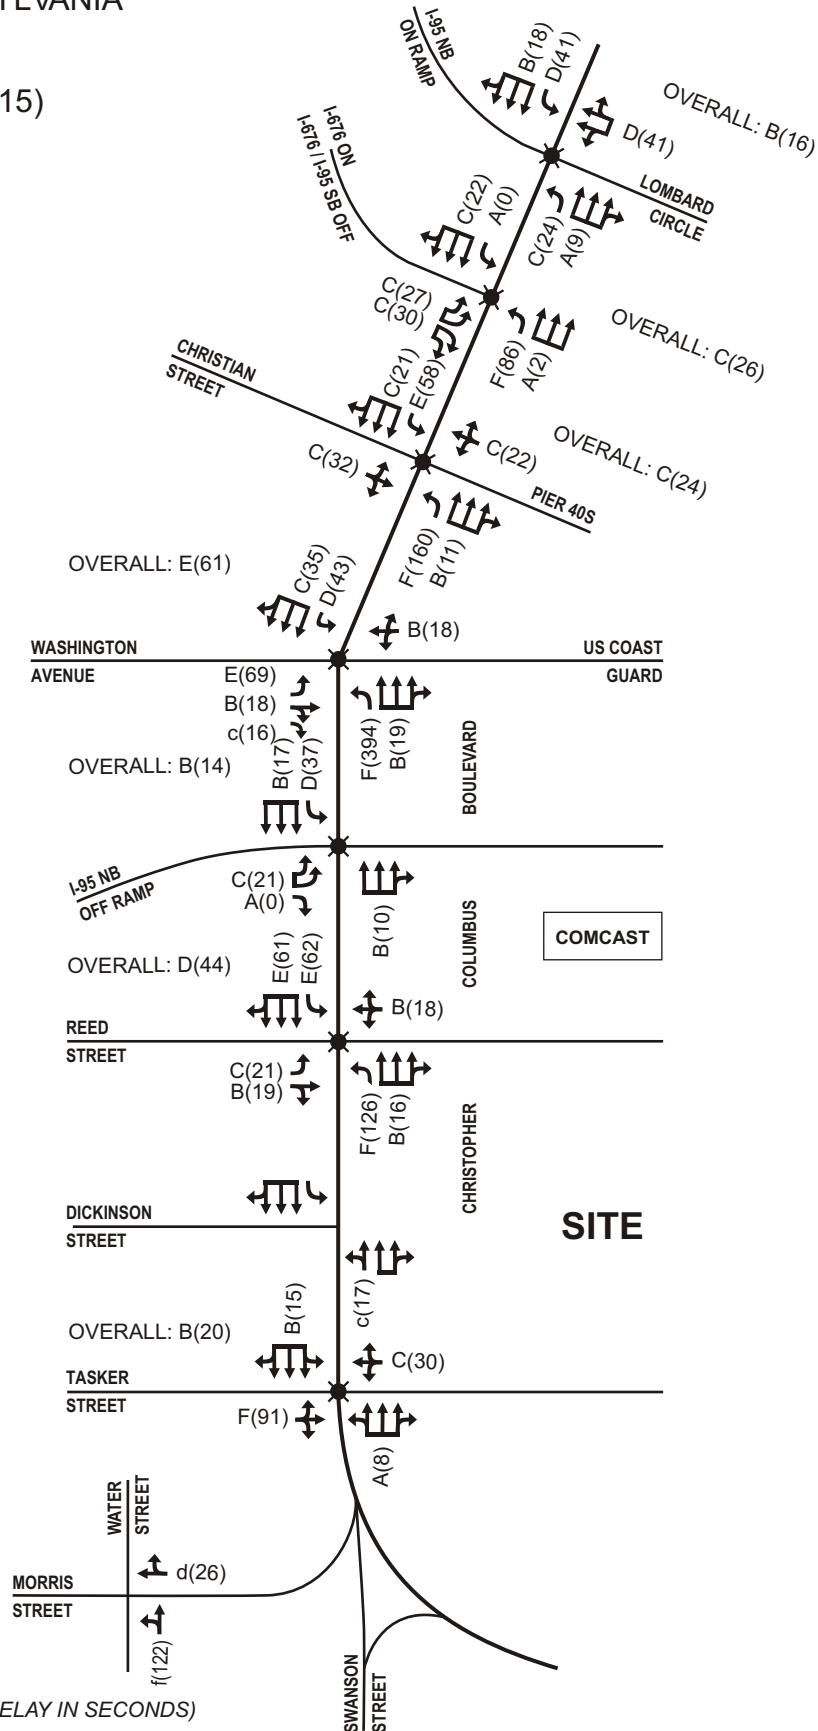 I-95 NB
ON RAMP
B(18)
D(41)
OVERALL: B(16)
D(41)
15)
I-676 ON
I-676 / I-95 SB OFF
C(22)
A(0)
LOMBARD
CIRCLE
C(24)
A(9)
C(27)
C(30)
F(86)
A(2)
OVERALL: C(26)
CHRISTIAN
STREET
C(21)
E(58)
C(32)
C(22)
OVERALL: C(24)
PIER 40S
F(160)
B(11)
OVERALL: E(61)
C(35)
D(43)
B(18)
WASHINGTON
AVENUE
US COAST
GUARD
E(69)
B(18)
c(16)
F(394)
B(19)
OVERALL: B(14)
B(17)
D(37)
BOULEVARD
I-95 NB
OFF RAMP
C(21)
A(0)
B(10)
COLUMBUS
COMCAST
OVERALL: D(44)
E(61)
E(62)
B(18)
REED
STREET
C(21)
B(19)
F(126)
B(16)
CHRISTOPHER
DICKINSON
STREET
SITE
c(17)
OVERALL: B(20)
B(15)
C(30)
TASKER
STREET
F(91)
A(8)
WATER
STREET
d(26)
MORRIS
STREET
f(122)
SWANSON
STREET
ELAY IN SECONDS)